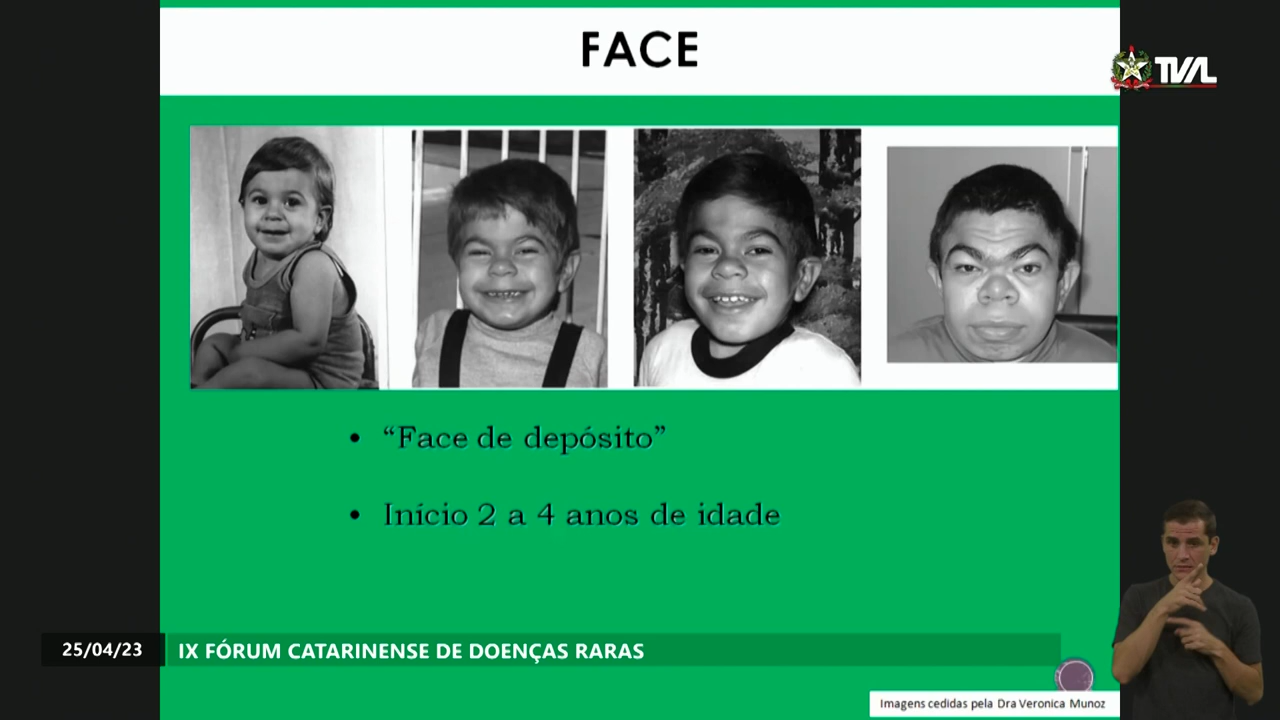 FACE
TVAL
• “Face de depósito”
• Início 2 a 4 anos de idade
25/04/23
IX FÓRUM CATARINENSE DE DOENÇAS RARAS
Imagens cedidas pela Dra Veronica Munoz